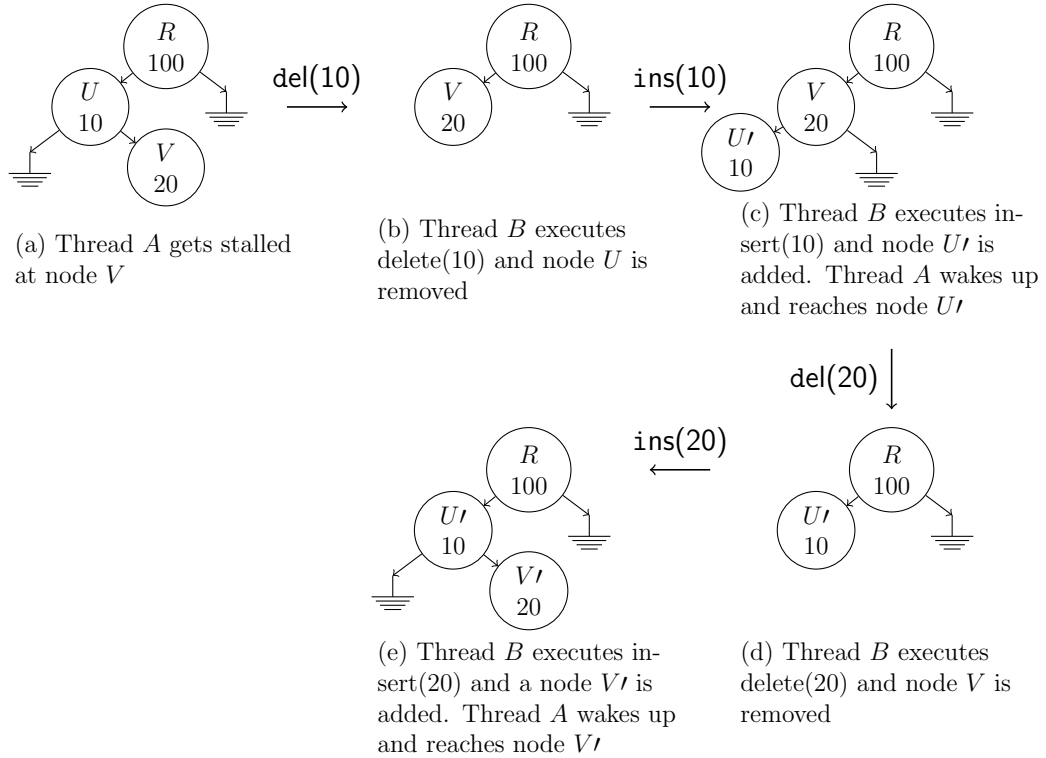 R
100
U
10
V
20
(a) Thread A gets stalled
at node V
del(10)
R
100
V
20
(b) Thread B executes
delete(10) and node U is
removed
ins(10)
R
100
V
20
U′
10
(c) Thread B executes in-
sert(10) and node U′ is
added. Thread A wakes up
and reaches node U′
del(20)
R
100
U′
10
(d) Thread B executes
delete(20) and node V is
removed
ins(20)
R
100
U′
10
V′
20
(e) Thread B executes in-
sert(20) and a node V′ is
added. Thread A wakes up
and reaches node V′